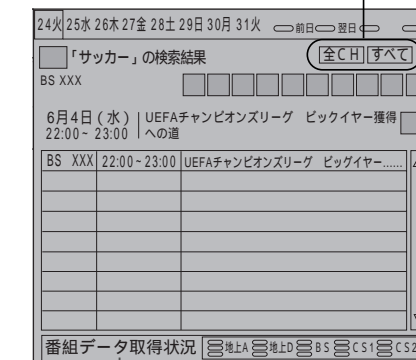 24火 25水 26木 27金 28土 29日 30月 31火 前日 翌日
「サッカー」の検索結果 全CH すべて
BS XXX
6月4日(水) UEFAチャンピオンズリーグ ビックイヤー獲得
22:00~23:00 への道
BS XXX 22:00~23:00 UEFAチャンピオンズリーグ ビッグイヤー......
番組データ取得状況 地上A 地上D BS CS1 CS2